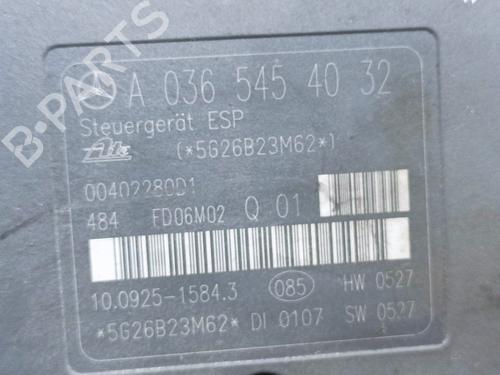 B-PARTS
A 036 545 40 32
Steuergerät ESP
Ate (*5G26B23M62*)
00402280D1
484 FD06M02 Q 01
10.0925-1584.3 085 HW 0527
*5G26B23M62* DI 0107 SW 0527